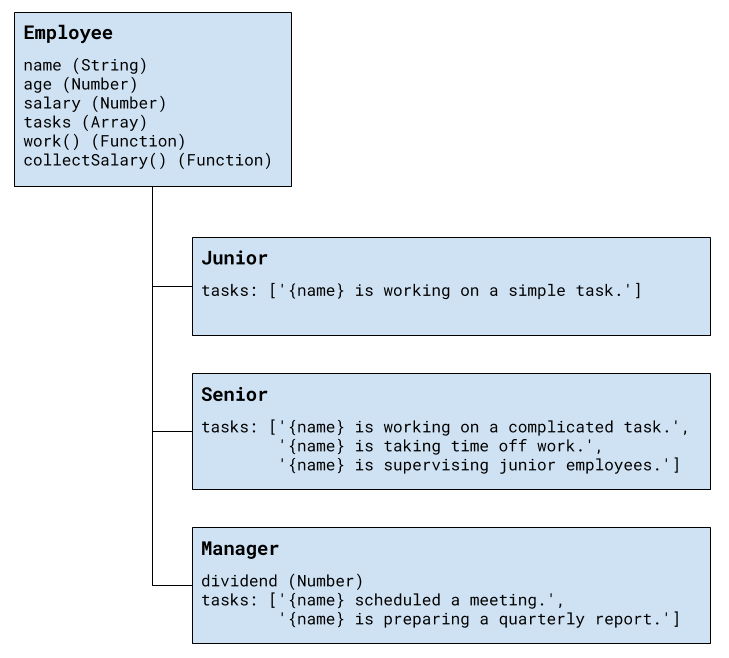 Employee
name (String)
age (Number)
salary (Number)
tasks (Array)
work() (Function)
collectSalary() (Function)
Junior
tasks: ['{name} is working on a simple task.']
Senior
tasks: ['{name} is working on a complicated task.',
'{name} is taking time off work.',
'{name} is supervising junior employees.']
Manager
dividend (Number)
tasks: ['{name} scheduled a meeting.',
'{name} is preparing a quarterly report.']